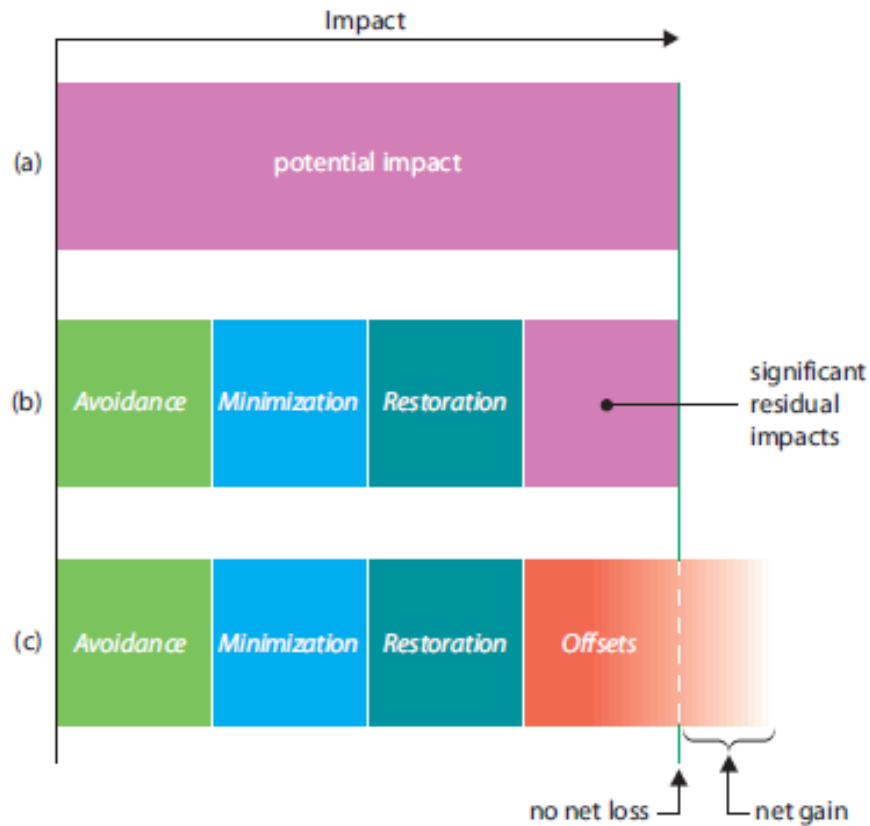 Impact
(a)
potential impact
(b)
Avoidance
Minimization
Restoration
significant
residual
impacts
(c)
Avoidance
Minimization
Restoration
Offsets
no net loss
net gain